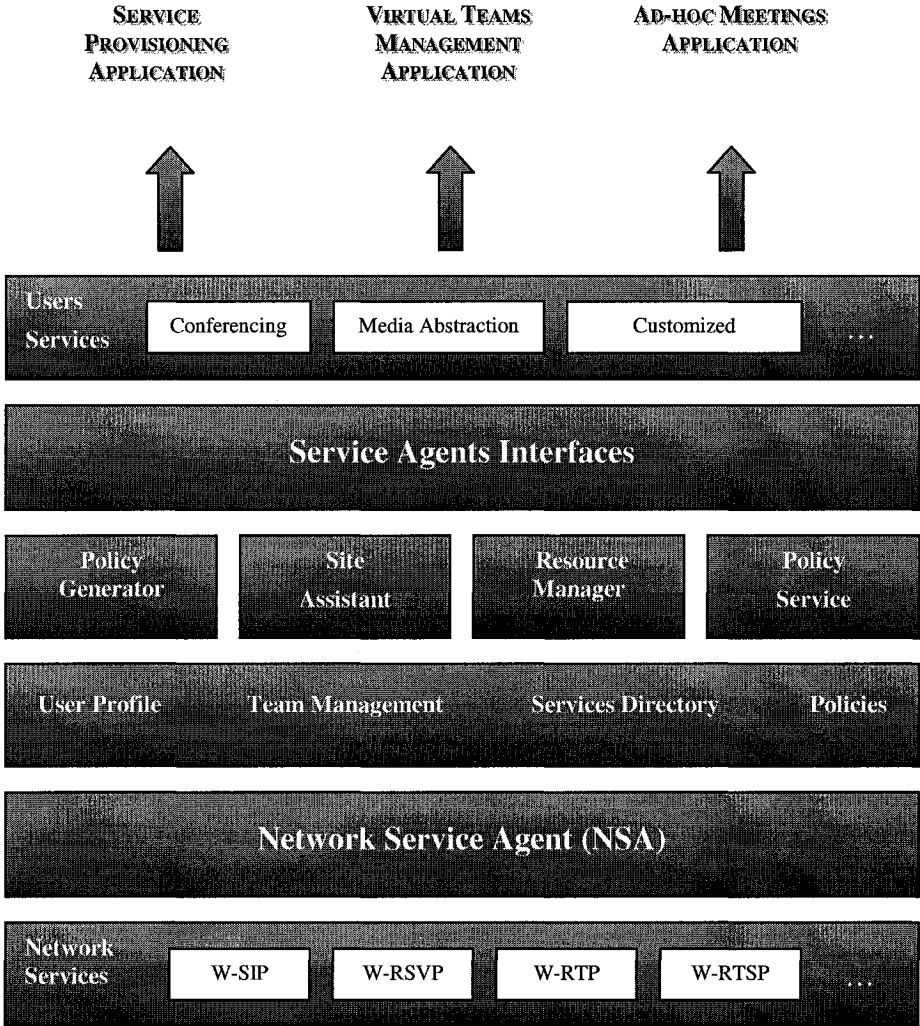 SERVICE
PROVISIONING
APPLICATION
VIRTUAL TEAMS
MANAGEMENT
APPLICATION
AD-HOC MEETINGS
APPLICATION
Users
Services
Conferencing
Media Abstraction
Customized
...
Service Agents Interfaces
Policy
Generator
Site
Assistant
Resource
Manager
Policy
Service
User Profile
Team Management
Services Directory
Policies
Network Service Agent (NSA)
Network
Services
W-SIP
W-RSVP
W-RTP
W-RTSP
...